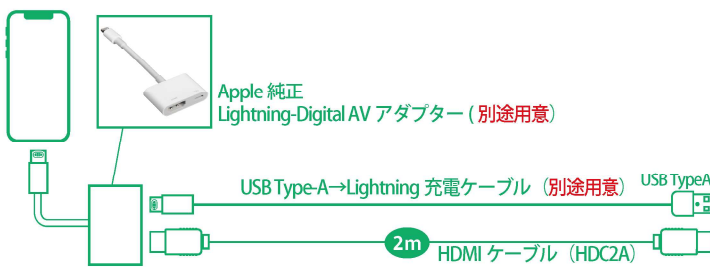 Apple 純正
Lightning-Digital AV アダプター ( 別途用意）
USB Type-A→Lightning 充電ケーブル（別途用意） USB TypeA
2m HDMI ケーブル（HDC2A）